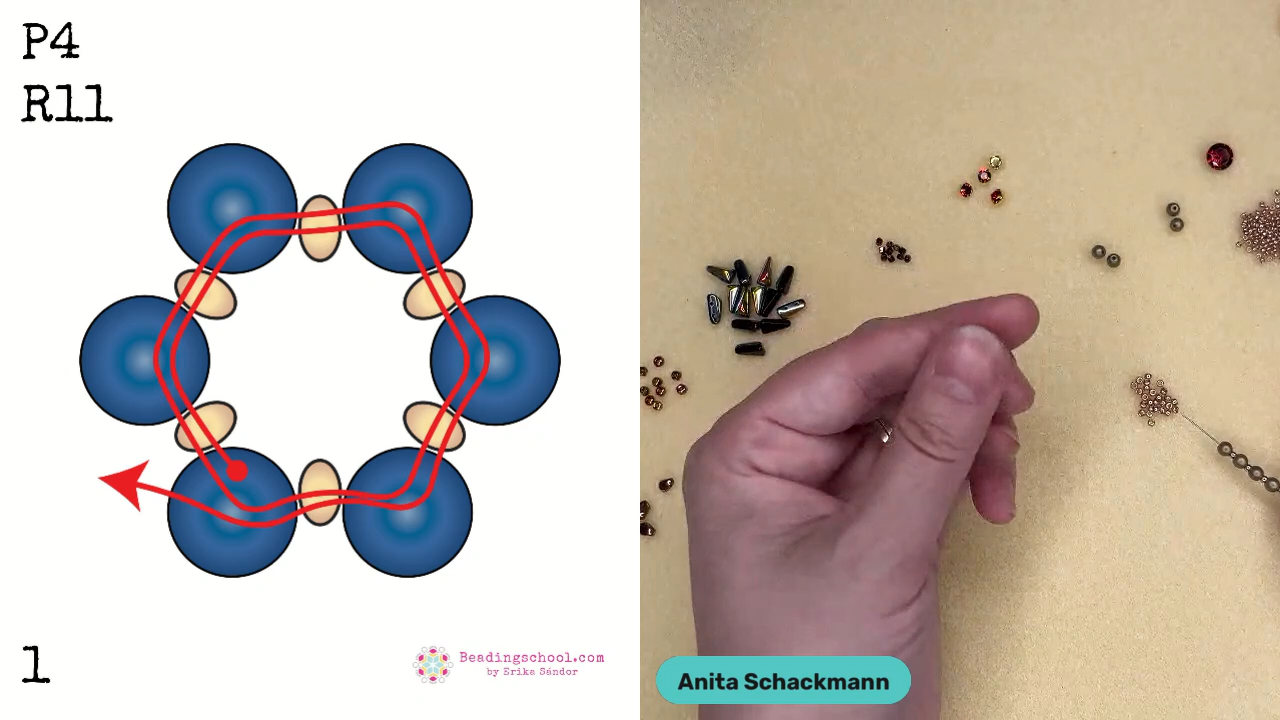 P4
R11
1
Beadingschool.com
by Erika Sándor
Anita Schackmann